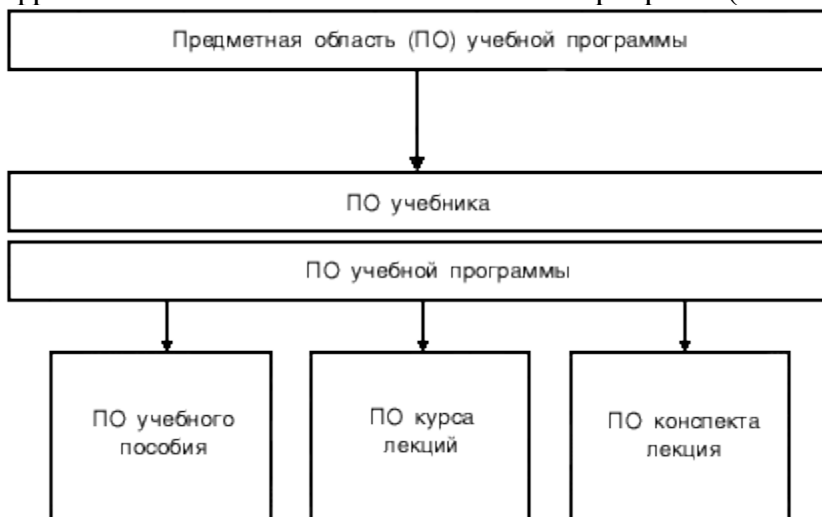 Предметная область (ПО) учебной программы
ПО учебника
ПО учебной программы
ПО учебного
пособия
ПО курса
лекций
ПО конспекта
лекция